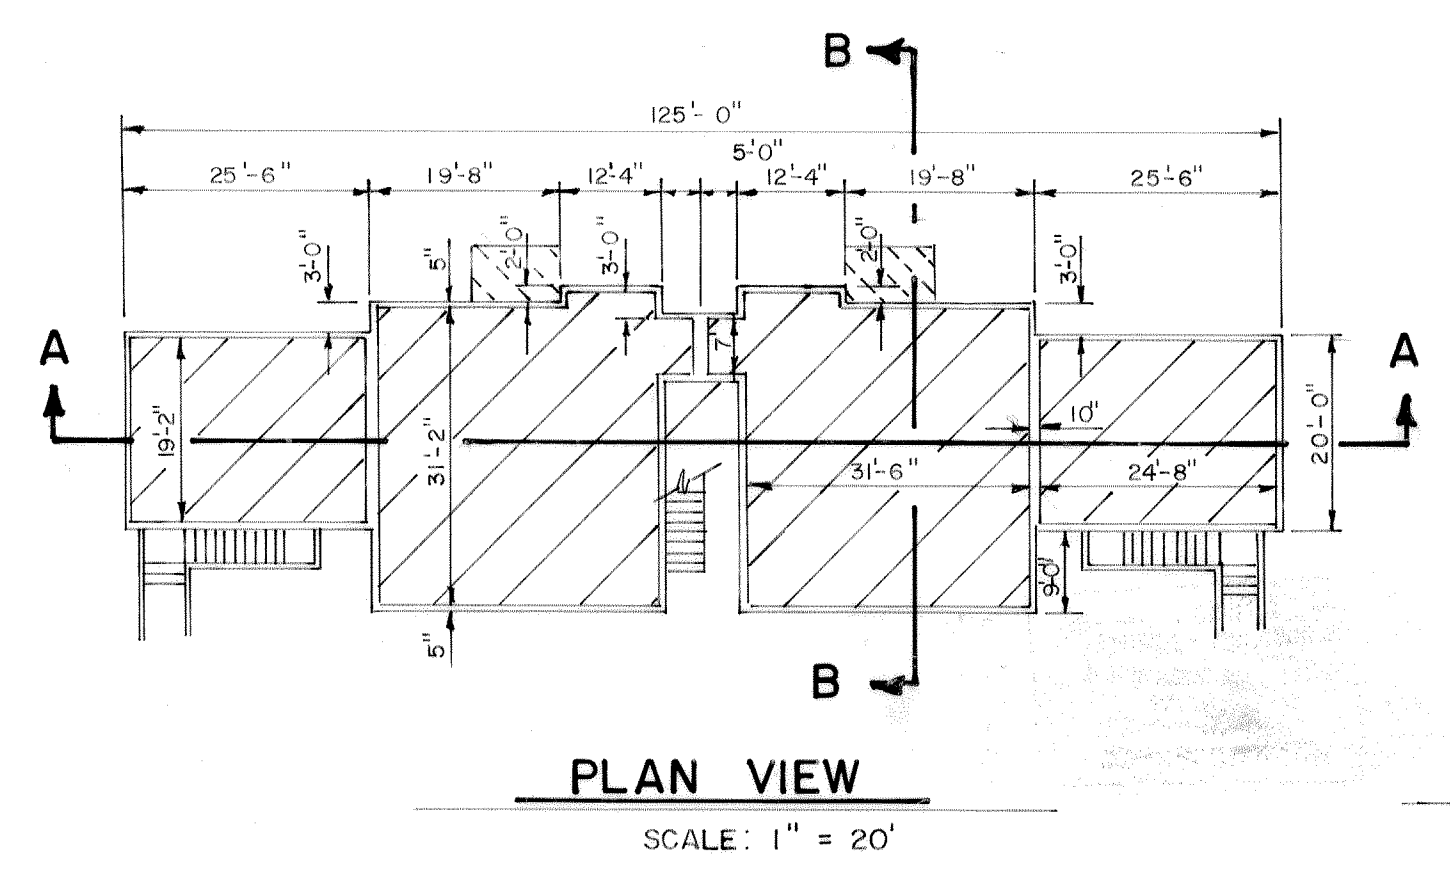 B
125'- 0"
5'-0"
25'-6" 19'-8" 12'-4" 12'-4" 19'-8" 25'-6"
3'-0" 5" 2'-0" 3'-0" 2'-0" 3'-0"
A A
7'
19'-2" 31'-2" 10" 20'-0"
31'-6" 24'-8"
9'-0"
5"
B
PLAN VIEW
SCALE: 1" = 20'